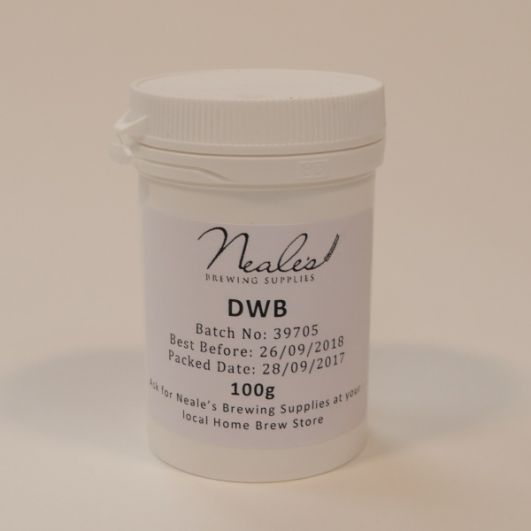 Neale's
BREWING SUPPLIES
DWB
Batch No: 39705
Best Before: 26/09/2018
Packed Date: 28/09/2017
100g
Ask for Neale's Brewing Supplies at your
local Home Brew Store